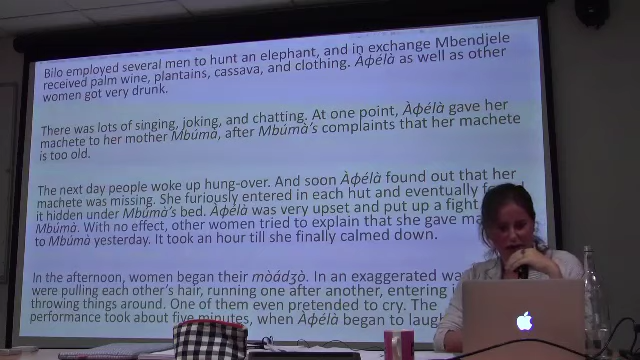 Bilo employed several men to hunt an elephant, and in exchange Mbendjele
received palm wine, plantains, cassava, and clothing. Àɸélà as well as other
women got very drunk.
There was lots of singing, joking, and chatting. At one point, Àɸélà gave her
machete to her mother Mbúmà, after Mbúmà's complaints that her machete
is too old.
The next day people woke up hung-over. And soon Àɸélà found out that her
machete was missing. She furiously entered in each hut and eventually
it hidden under Mbúmà's bed. Àɸélà was very upset and put up a fight
Mbúmà. With no effect, other women tried to explain that she gave
to Mbúmà yesterday. It took an hour till she finally calmed down.
In the afternoon, women began their mòádʒò. In an exaggerated
were pulling each other's hair, running one after another, entering
throwing things around. One of them even pretended to cry. The
performance took about five minutes, when Àɸélà began to